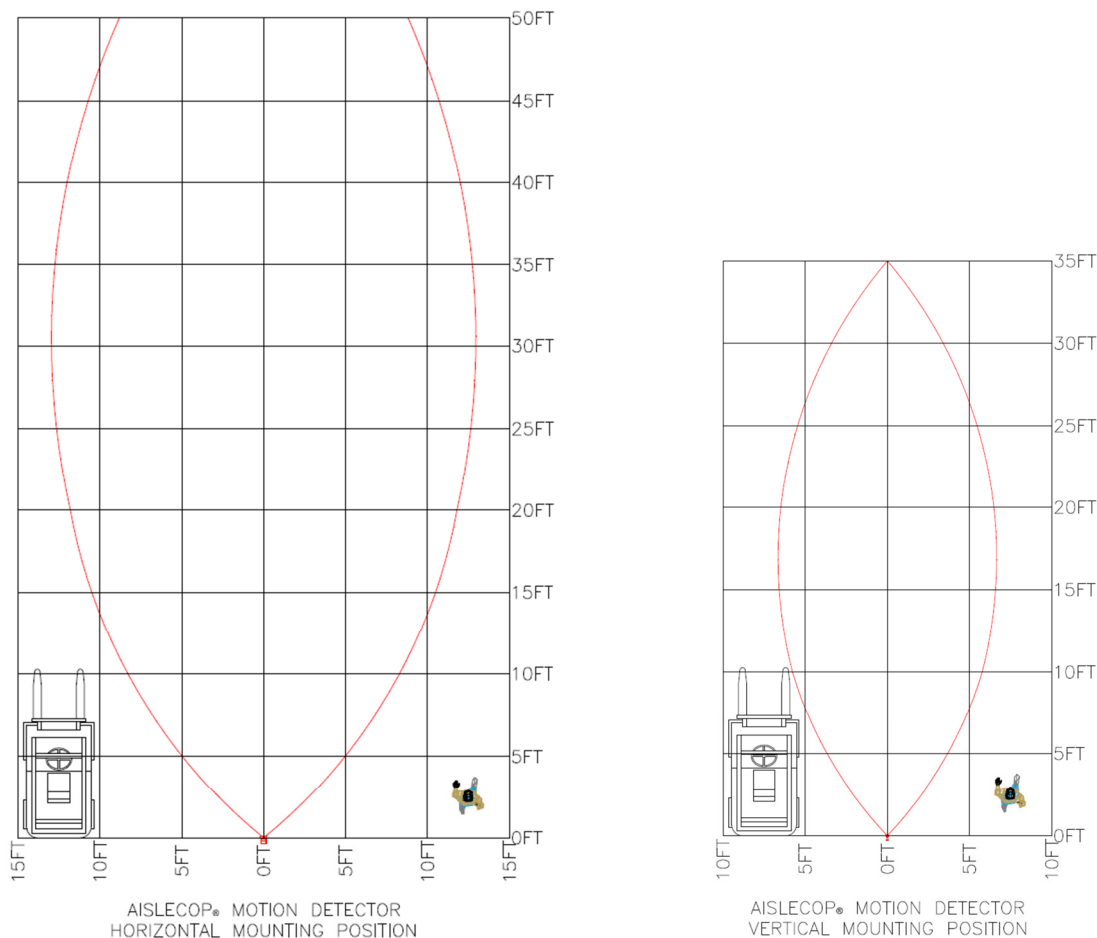 50FT
45FT
40FT
35FT
30FT
25FT
20FT
15FT
10FT
5FT
0FT
15FT
10FT
5FT
0FT
5FT
10FT
15FT
AISLECOP® MOTION DETECTOR
HORIZONTAL MOUNTING POSITION
35FT
30FT
25FT
20FT
15FT
10FT
5FT
0FT
10FT
5FT
0FT
5FT
10FT
AISLECOP® MOTION DETECTOR
VERTICAL MOUNTING POSITION